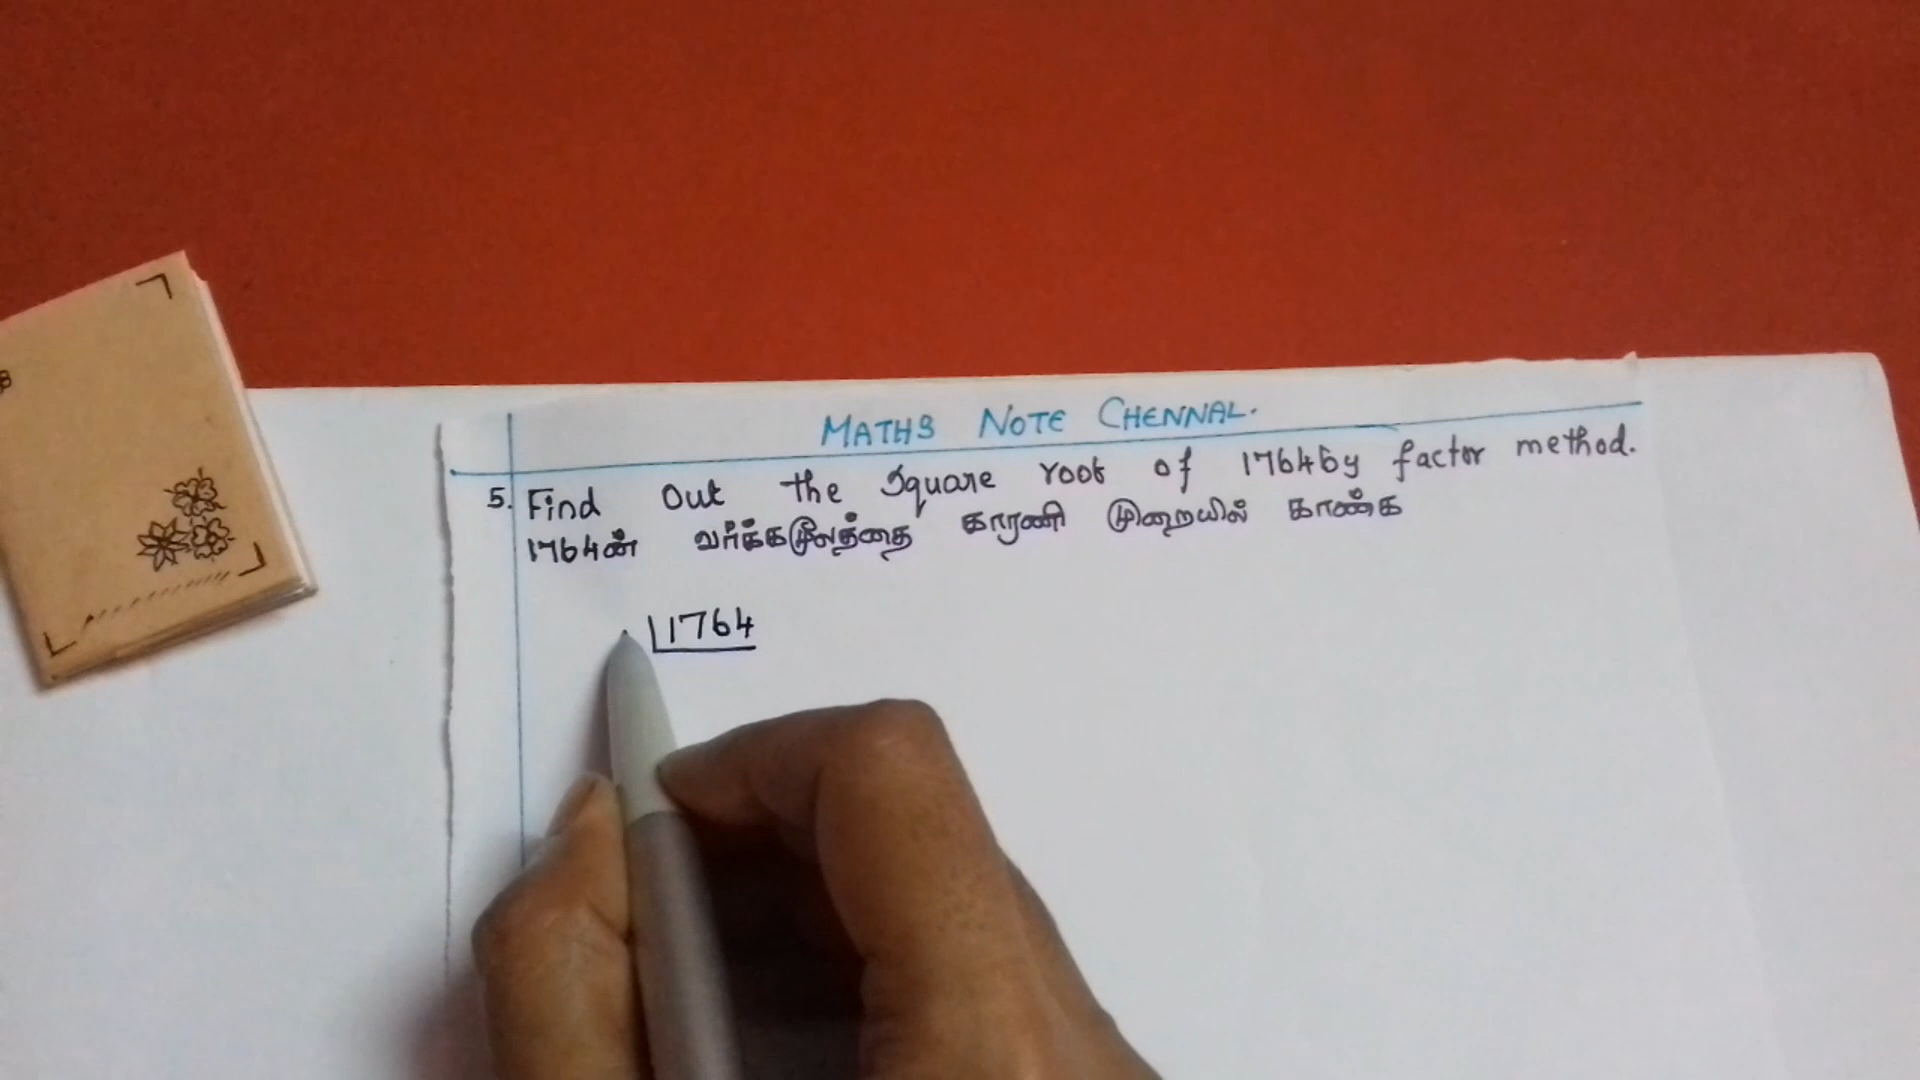 MATHS NOTE CHENNAL.
5. Find out the square root of 1764 by factor method.
1764ன் வர்க்கமூலத்தை காரணி முறையில் காண்க
1764